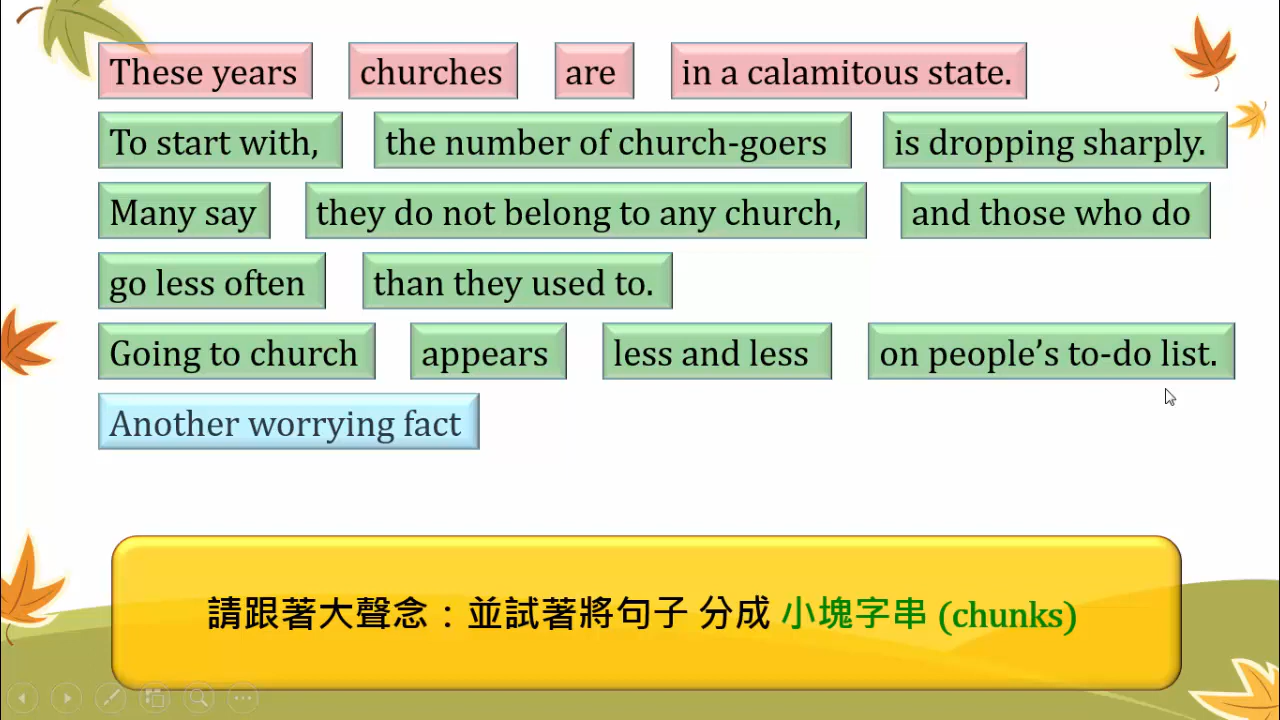 These years churches are in a calamitous state.
To start with, the number of church-goers is dropping sharply.
Many say they do not belong to any church, and those who do
go less often than they used to.
Going to church appears less and less on people’s to-do list.
Another worrying fact
請跟著大聲念：並試著將句子 分成 小塊字串 (chunks)